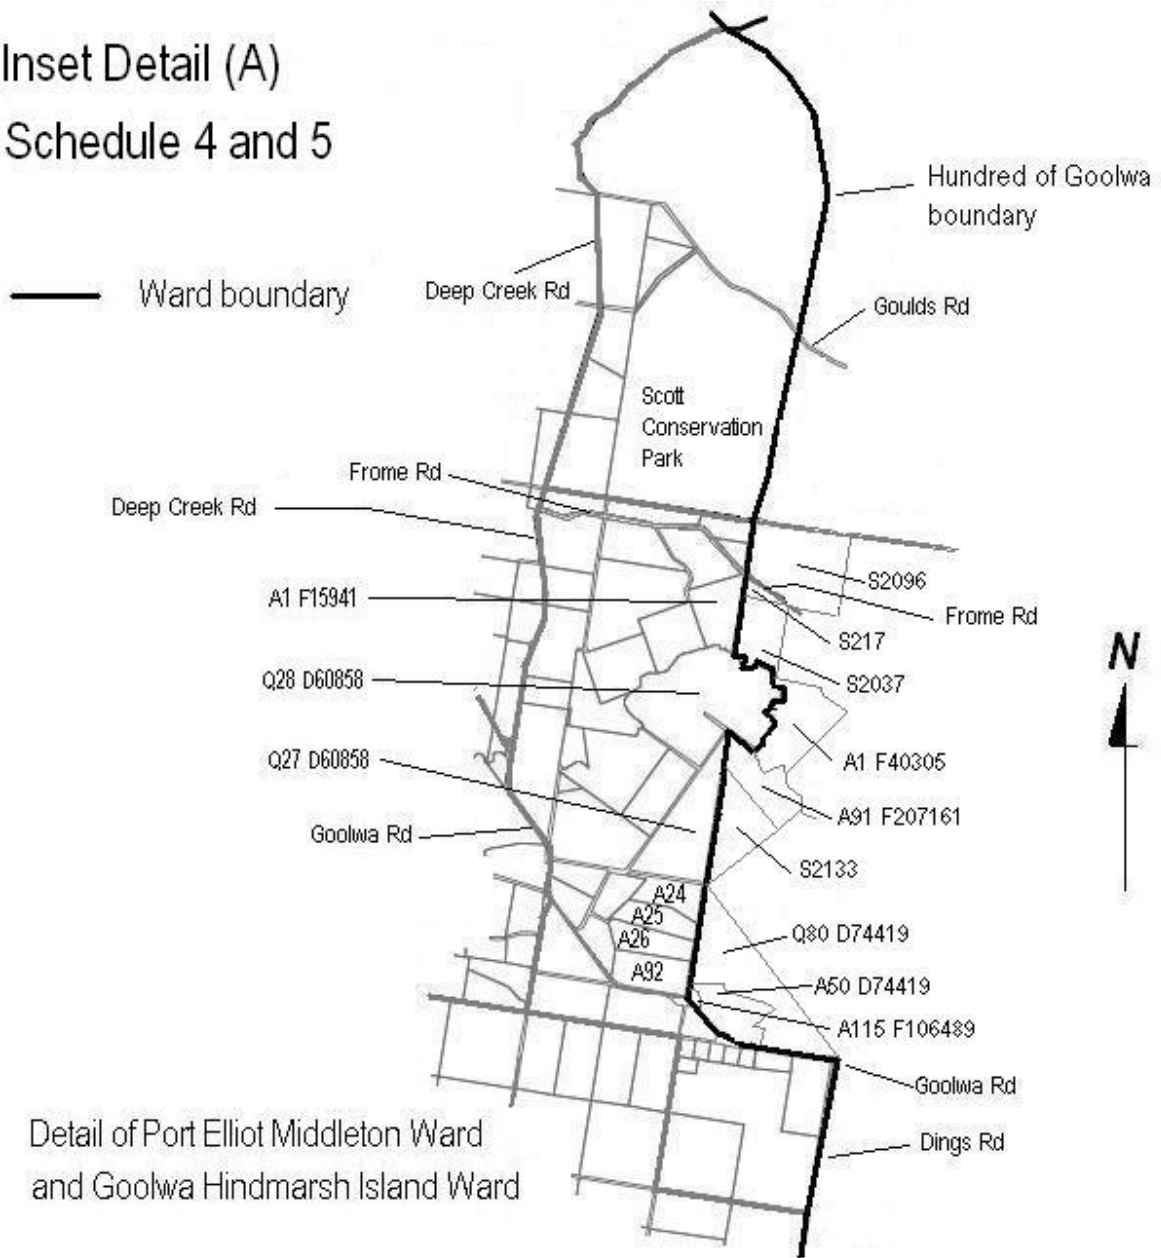 Inset Detail (A)
Schedule 4 and 5
Hundred of Goolwa
boundary
Ward boundary
Deep Creek Rd
Goulds Rd
Scott
Conservation
Park
Frome Rd
Deep Creek Rd
S2096
A1 F15941
Frome Rd
S217
N
Q28 D60858
S2037
Q27 D60858
A1 F40305
A91 F207161
Goolwa Rd
S2133
A24
A25
A26
Q80 D74419
A92
A50 D74419
A115 F106489
Goolwa Rd
Detail of Port Elliot Middleton Ward
Dings Rd
and Goolwa Hindmarsh Island Ward